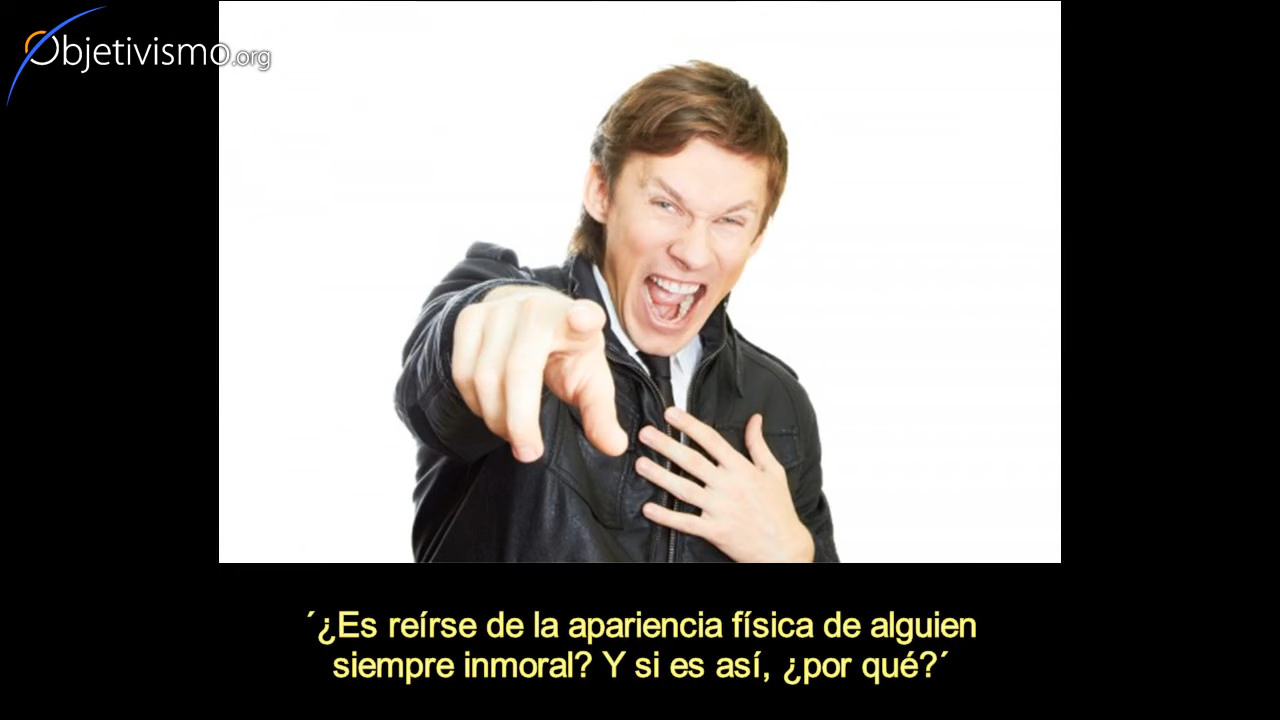 Objetivismo.org
´¿Es reírse de la apariencia física de alguien
siempre inmoral? Y si es así, ¿por qué?´